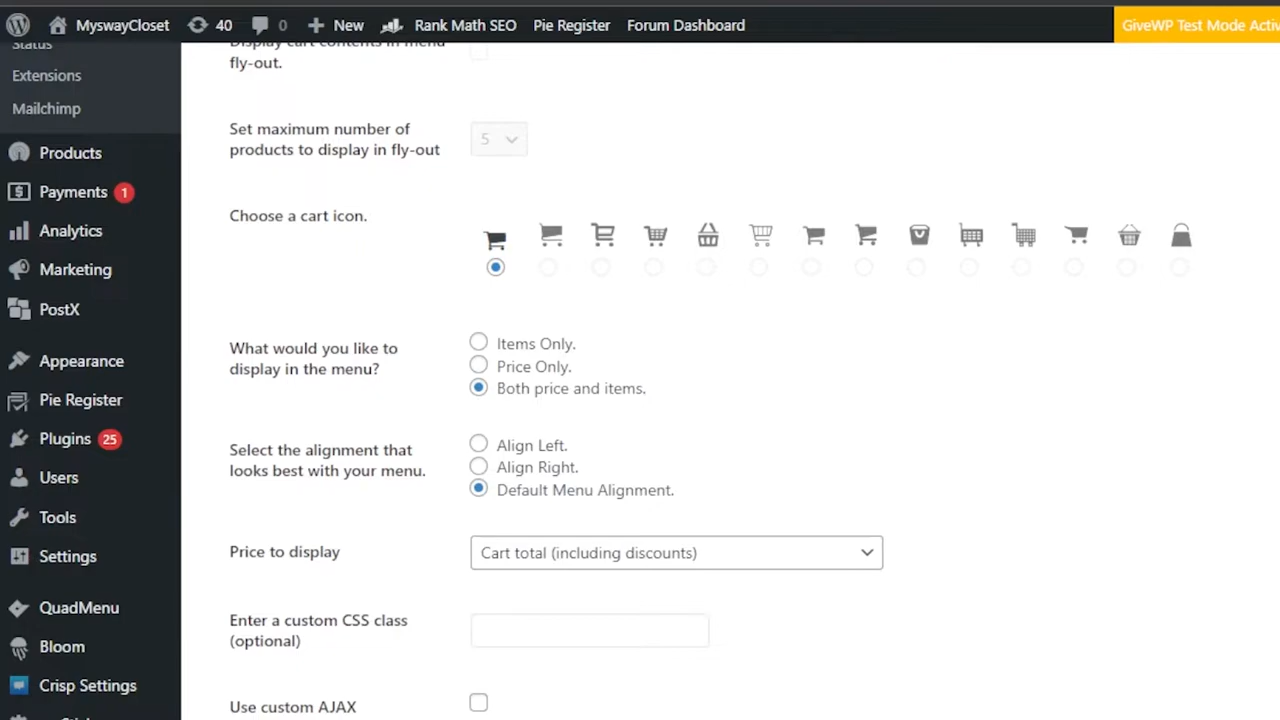 MyswayCloset 40 0 New Rank Math SEO Pie Register Forum Dashboard GiveWP Test Mode Activ
Status
Extensions
Mailchimp
Products
Payments 1
Analytics
Marketing
PostX
Appearance
Pie Register
Plugins 25
Users
Tools
Settings
QuadMenu
Bloom
Crisp Settings
Display cart contents in menu
fly-out.
Set maximum number of
products to display in fly-out
5
Choose a cart icon.
What would you like to
display in the menu?
Items Only.
Price Only.
Both price and items.
Select the alignment that
looks best with your menu.
Align Left.
Align Right.
Default Menu Alignment.
Price to display
Cart total (including discounts)
Enter a custom CSS class
(optional)
Use custom AJAX